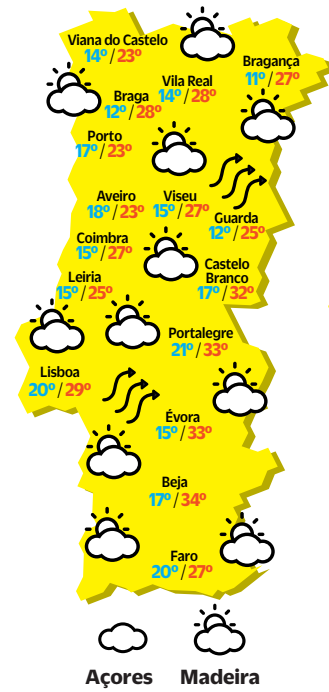 Viana do Castelo
14º/23º
Bragança
11º/27º
Vila Real
14º/28º
Braga
12º/28º
Porto
17º/23º
Aveiro
18º/23º
Viseu
15º/27º
Guarda
12º/25º
Coimbra
15º/27º
Castelo
Branco
17º/32º
Leiria
15º/25º
Portalegre
21º/33º
Lisboa
20º/29º
Évora
15º/33º
Beja
17º/34º
Faro
20º/27º
Açores
Madeira